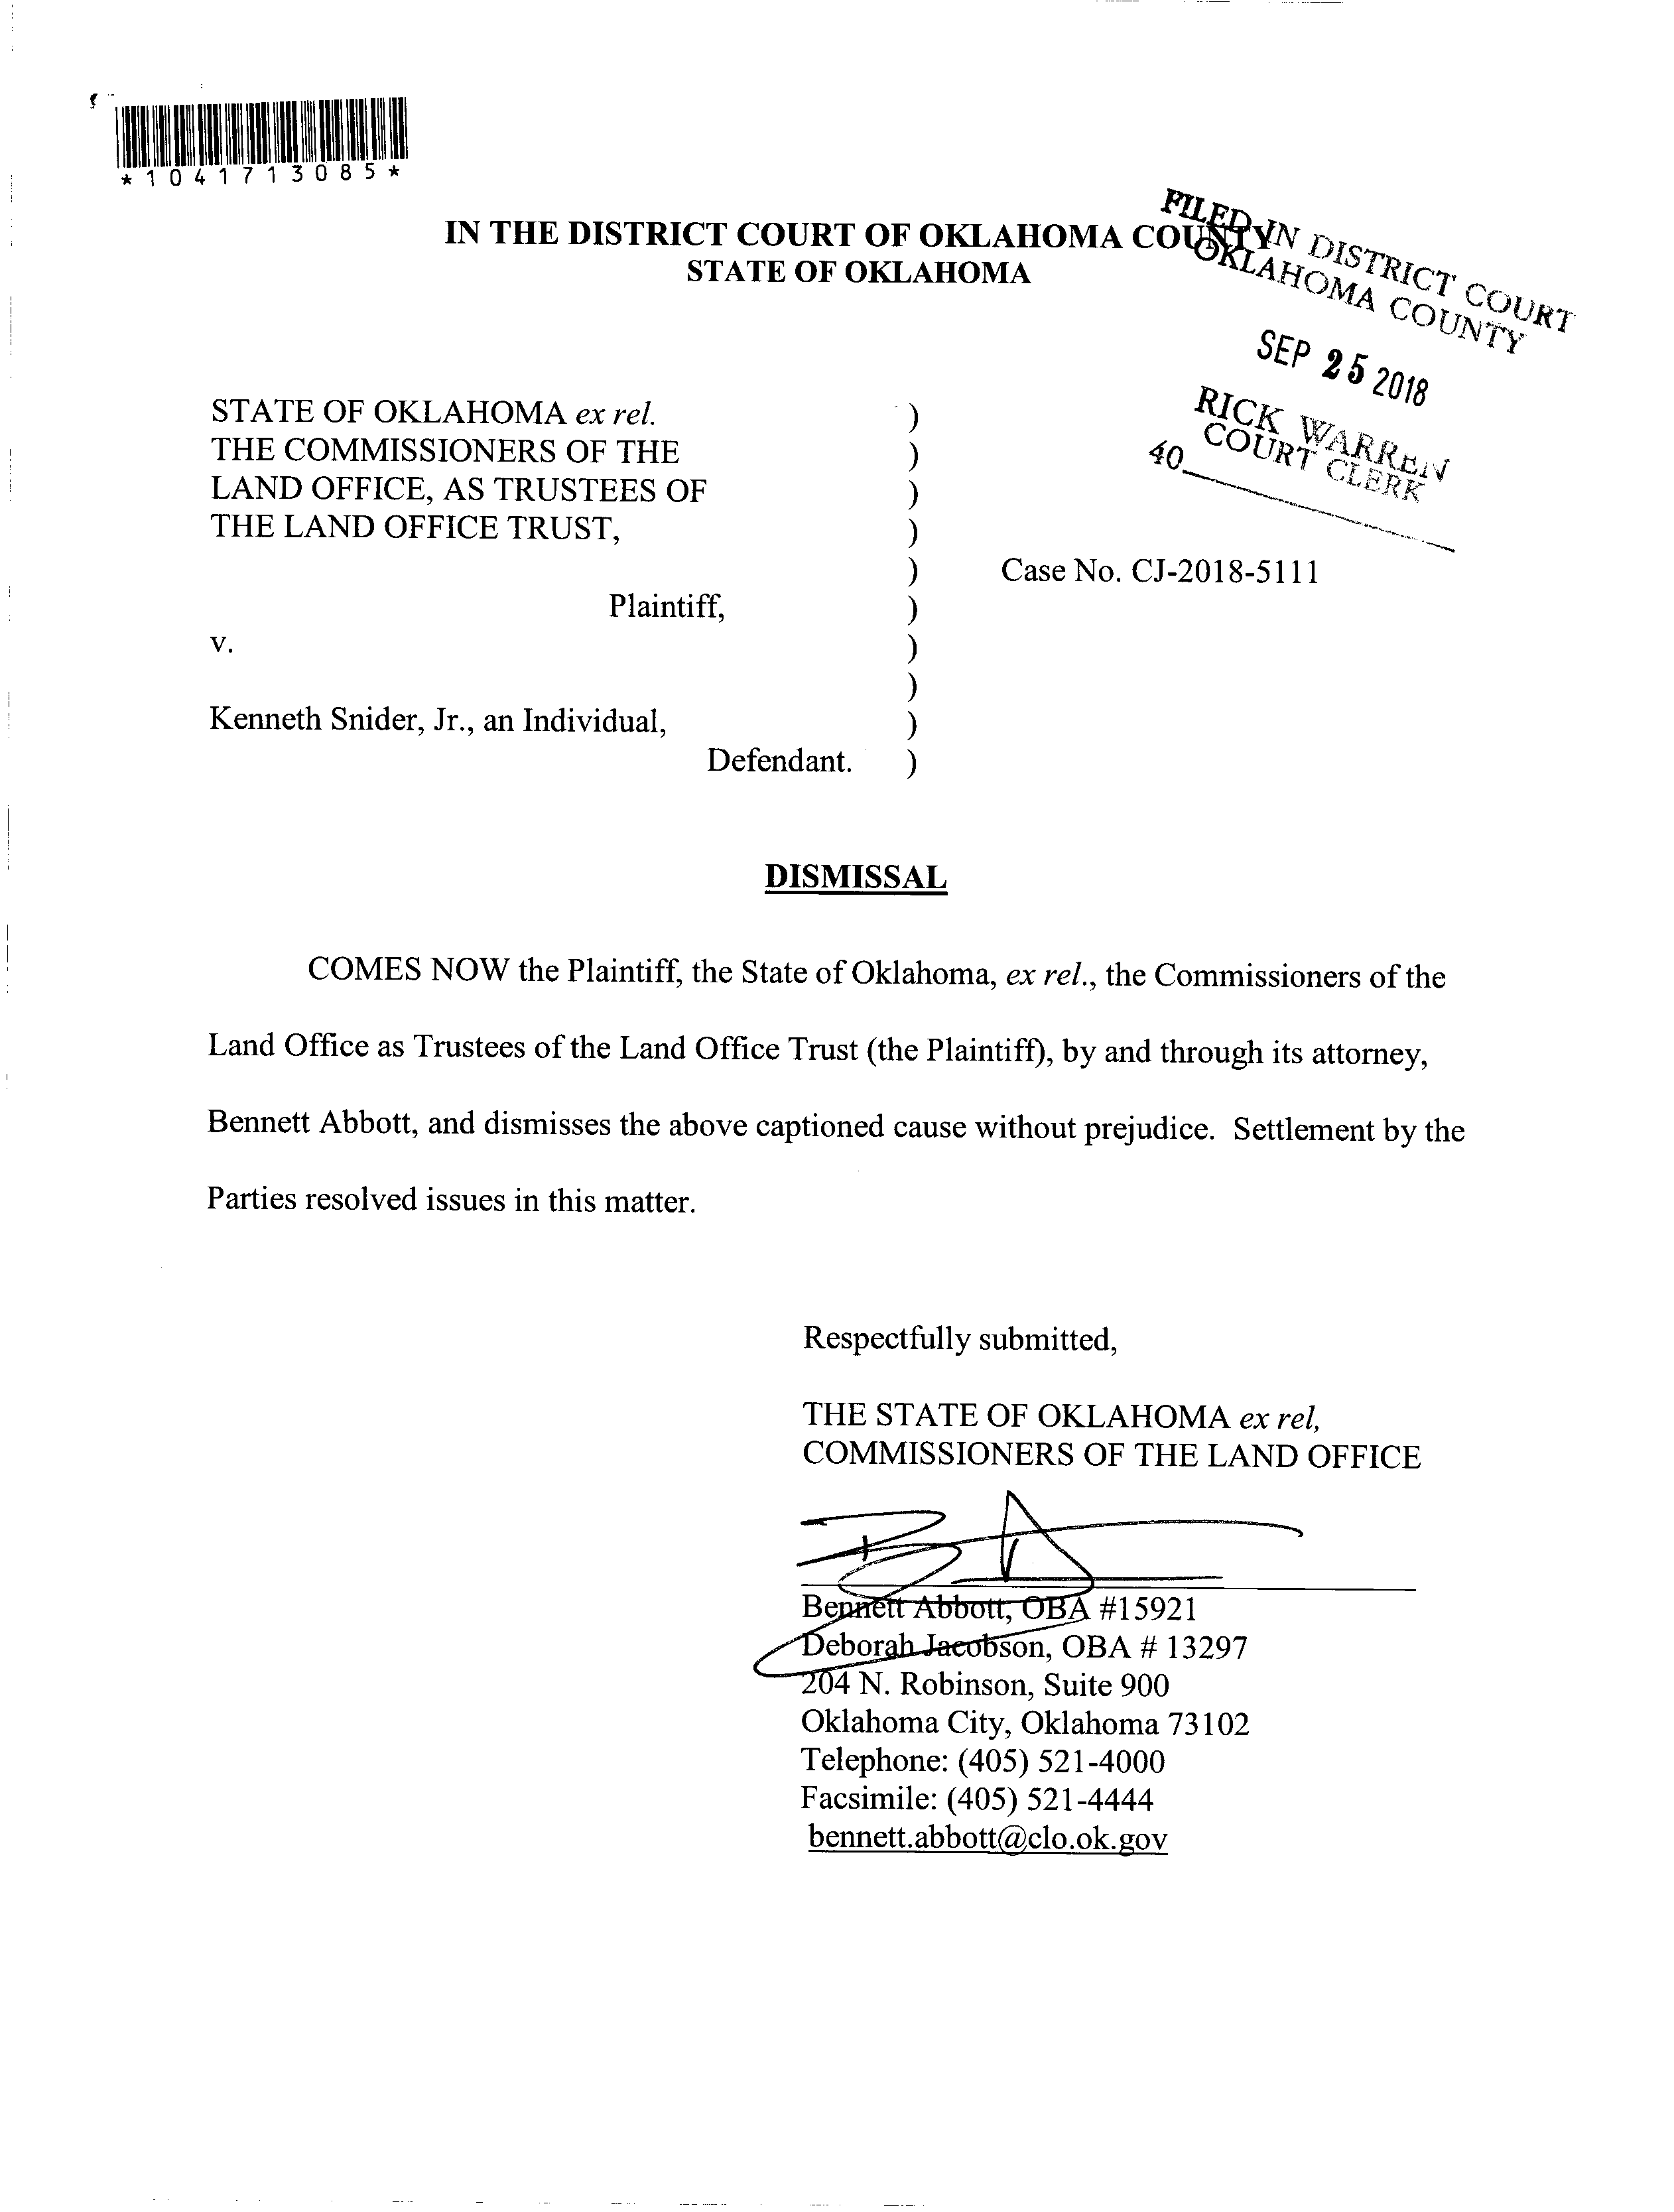 *1041713085*
IN THE DISTRICT COURT OF OKLAHOMA COUNTY
STATE OF OKLAHOMA
FILED IN DISTRICT COURT
OKLAHOMA COUNTY
SEP 25 2018
RICK WARREN
COURT CLERK
40
STATE OF OKLAHOMA ex rel. )
THE COMMISSIONERS OF THE )
LAND OFFICE, AS TRUSTEES OF )
THE LAND OFFICE TRUST, )
) Case No. CJ-2018-5111
Plaintiff, )
v. )
)
Kenneth Snider, Jr., an Individual, )
Defendant. )
DISMISSAL
COMES NOW the Plaintiff, the State of Oklahoma, ex rel., the Commissioners of the
Land Office as Trustees of the Land Office Trust (the Plaintiff), by and through its attorney,
Bennett Abbott, and dismisses the above captioned cause without prejudice. Settlement by the
Parties resolved issues in this matter.
Respectfully submitted,
THE STATE OF OKLAHOMA ex rel,
COMMISSIONERS OF THE LAND OFFICE
Bennett Abbott, OBA #15921
Deborah Jacobson, OBA # 13297
204 N. Robinson, Suite 900
Oklahoma City, Oklahoma 73102
Telephone: (405) 521-4000
Facsimile: (405) 521-4444
bennett.abbott@clo.ok.gov